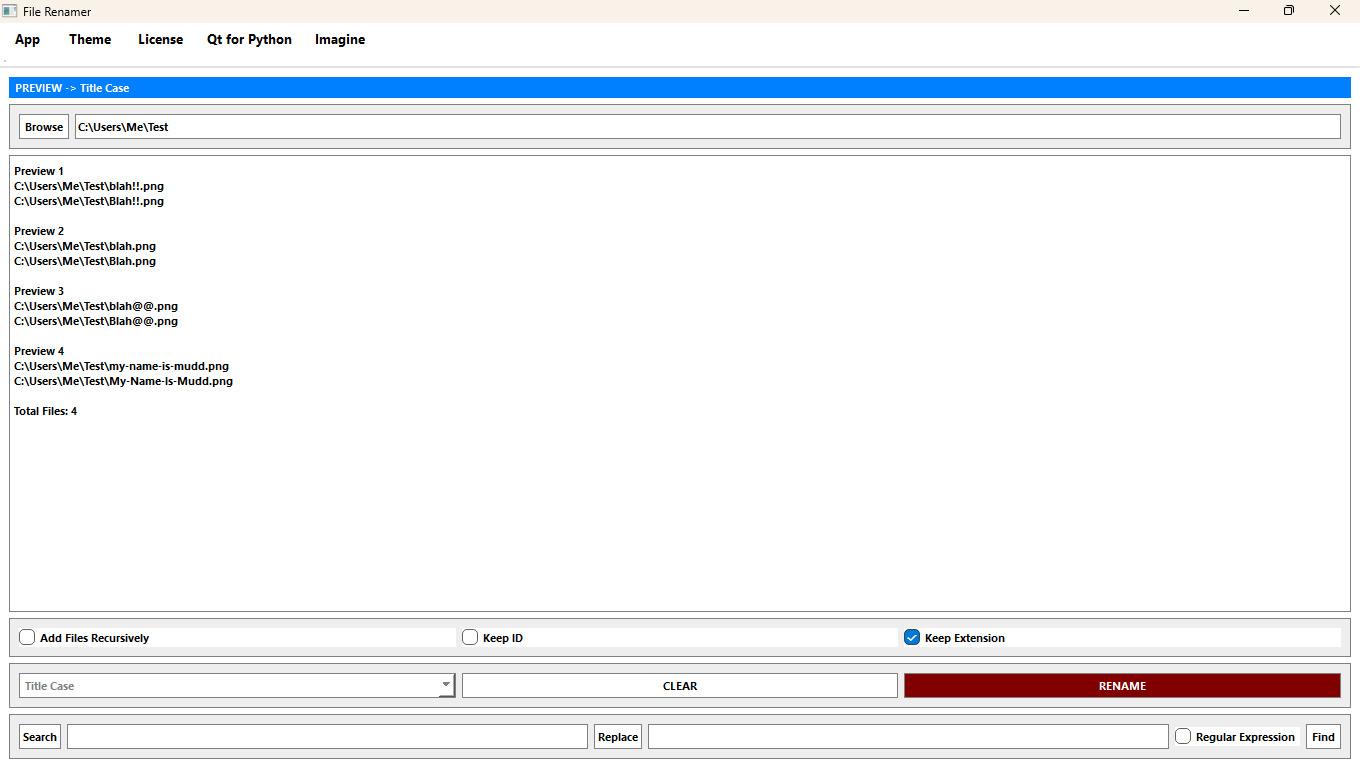 File Renamer
App Theme License Qt for Python Imagine
PREVIEW -> Title Case
Browse C:\Users\Me\Test
Preview 1
C:\Users\Me\Test\blah!!.png
C:\Users\Me\Test\Blah!!.png
Preview 2
C:\Users\Me\Test\blah.png
C:\Users\Me\Test\Blah.png
Preview 3
C:\Users\Me\Test\blah@@.png
C:\Users\Me\Test\Blah@@.png
Preview 4
C:\Users\Me\Test\my-name-is-mudd.png
C:\Users\Me\Test\My-Name-Is-Mudd.png
Total Files: 4
Add Files Recursively Keep ID Keep Extension
Title Case CLEAR RENAME
Search Replace Regular Expression Find